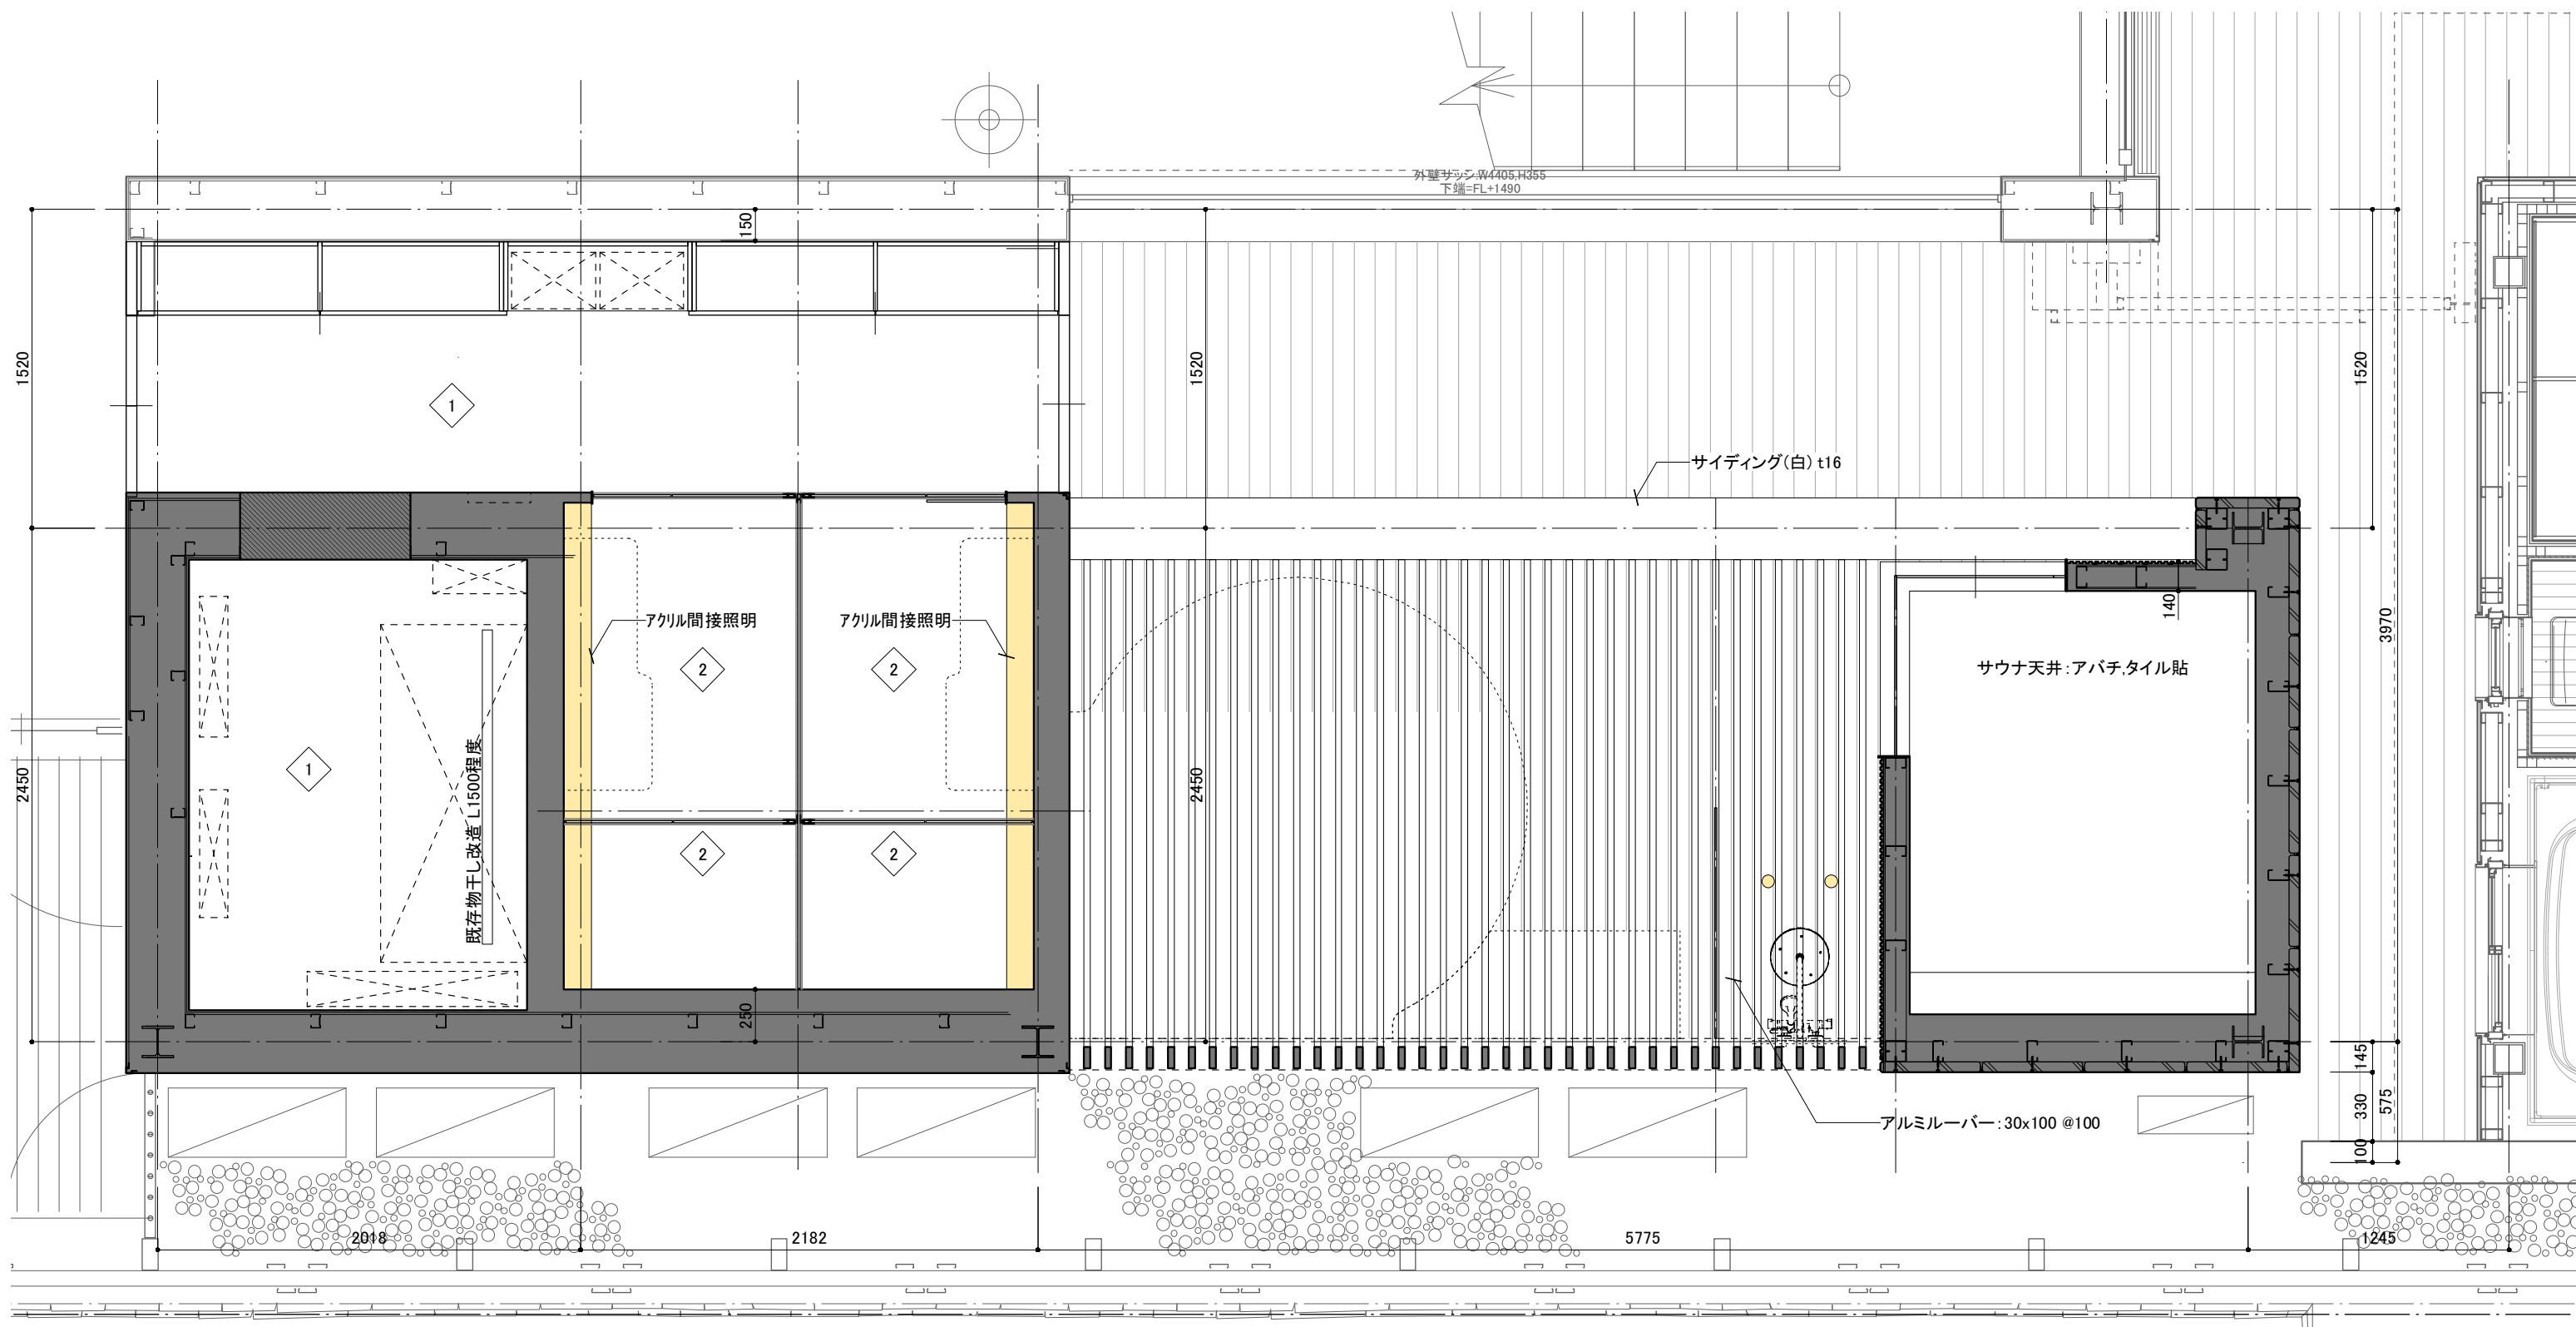 外壁サッシ:W4405,H355
下端=FL+1490
150
1520
1520
1520
1
サイディング(白) t16
アクリル間接照明
アクリル間接照明
140
3970
2
2
サウナ天井:アパチ,タイル貼
1
既存物干し改造 L1500程度
2450
2450
2
2
250
145
330
575
100
アルミルーバー:30x100 @100
2018
2182
5775
1245